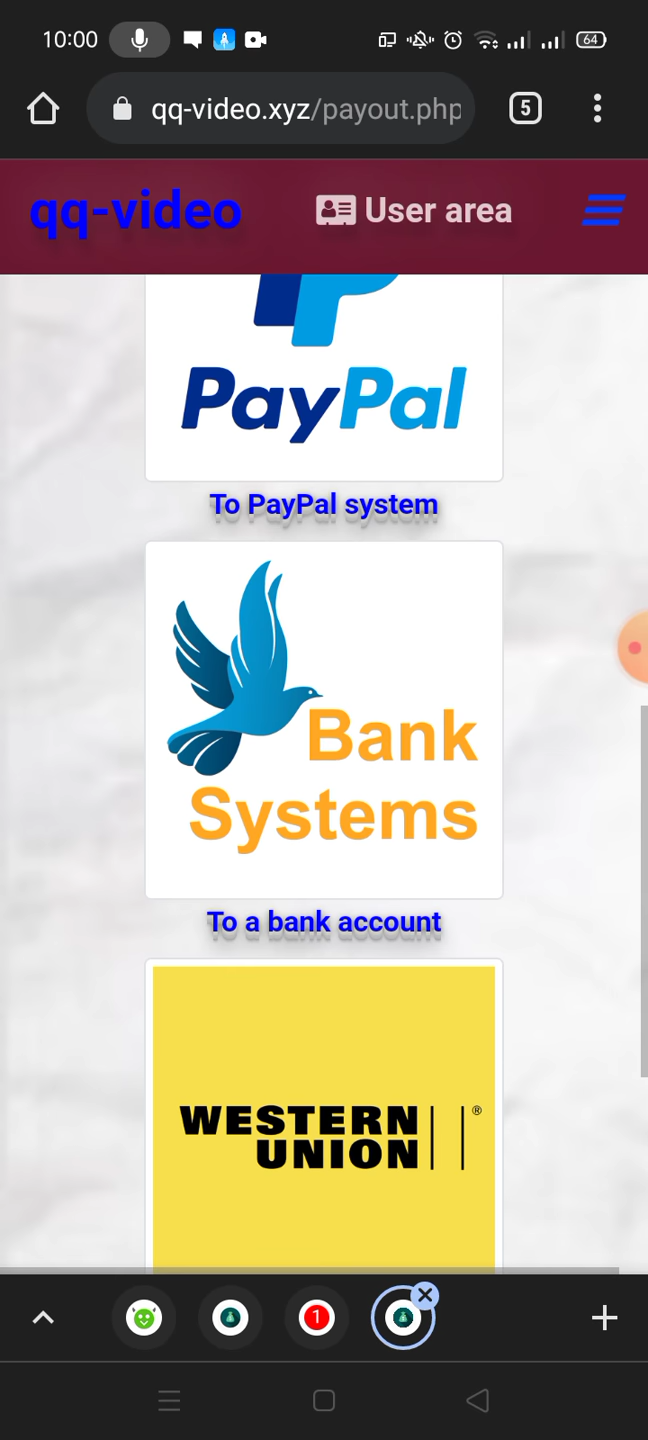 10:00
64
qq-video.xyz/payout.php
5
qq-video
User area
PayPal
To PayPal system
Bank
Systems
To a bank account
WESTERN
UNION
®
1